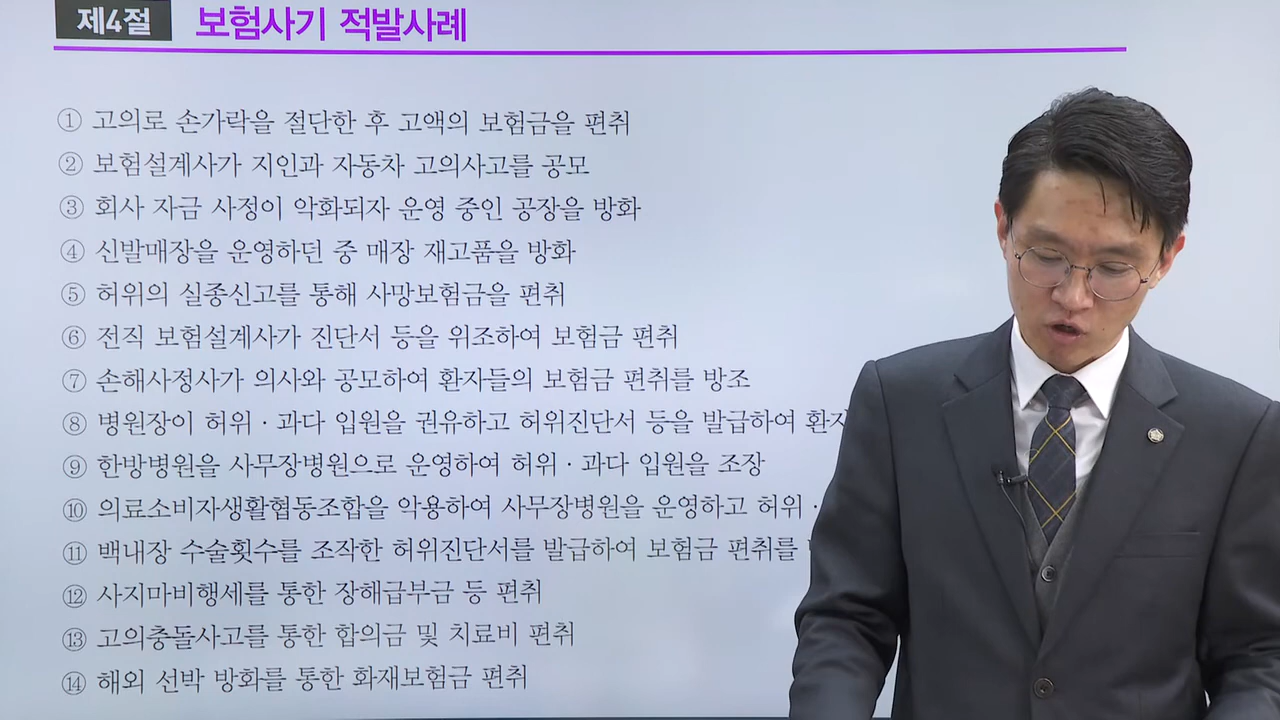 제4절 보험사기 적발사례
① 고의로 손가락을 절단한 후 고액의 보험금을 편취
② 보험설계사가 지인과 자동차 고의사고를 공모
③ 회사 자금 사정이 악화되자 운영 중인 공장을 방화
④ 신발매장을 운영하던 중 매장 재고품을 방화
⑤ 허위의 실종신고를 통해 사망보험금을 편취
⑥ 전직 보험설계사가 진단서 등을 위조하여 보험금 편취
⑦ 손해사정사가 의사와 공모하여 환자들의 보험금 편취를 방조
⑧ 병원장이 허위 · 과다 입원을 권유하고 허위진단서 등을 발급하여
⑨ 한방병원을 사무장병원으로 운영하여 허위 · 과다 입원을 조장
⑩ 의료소비자생활협동조합을 악용하여 사무장병원을 운영하고 허위 ·
⑪ 백내장 수술횟수를 조작한 허위진단서를 발급하여 보험금 편취를
⑫ 사지마비행세를 통한 장해급부금 등 편취
⑬ 고의충돌사고를 통한 합의금 및 치료비 편취
⑭ 해외 선박 방화를 통한 화재보험금 편취